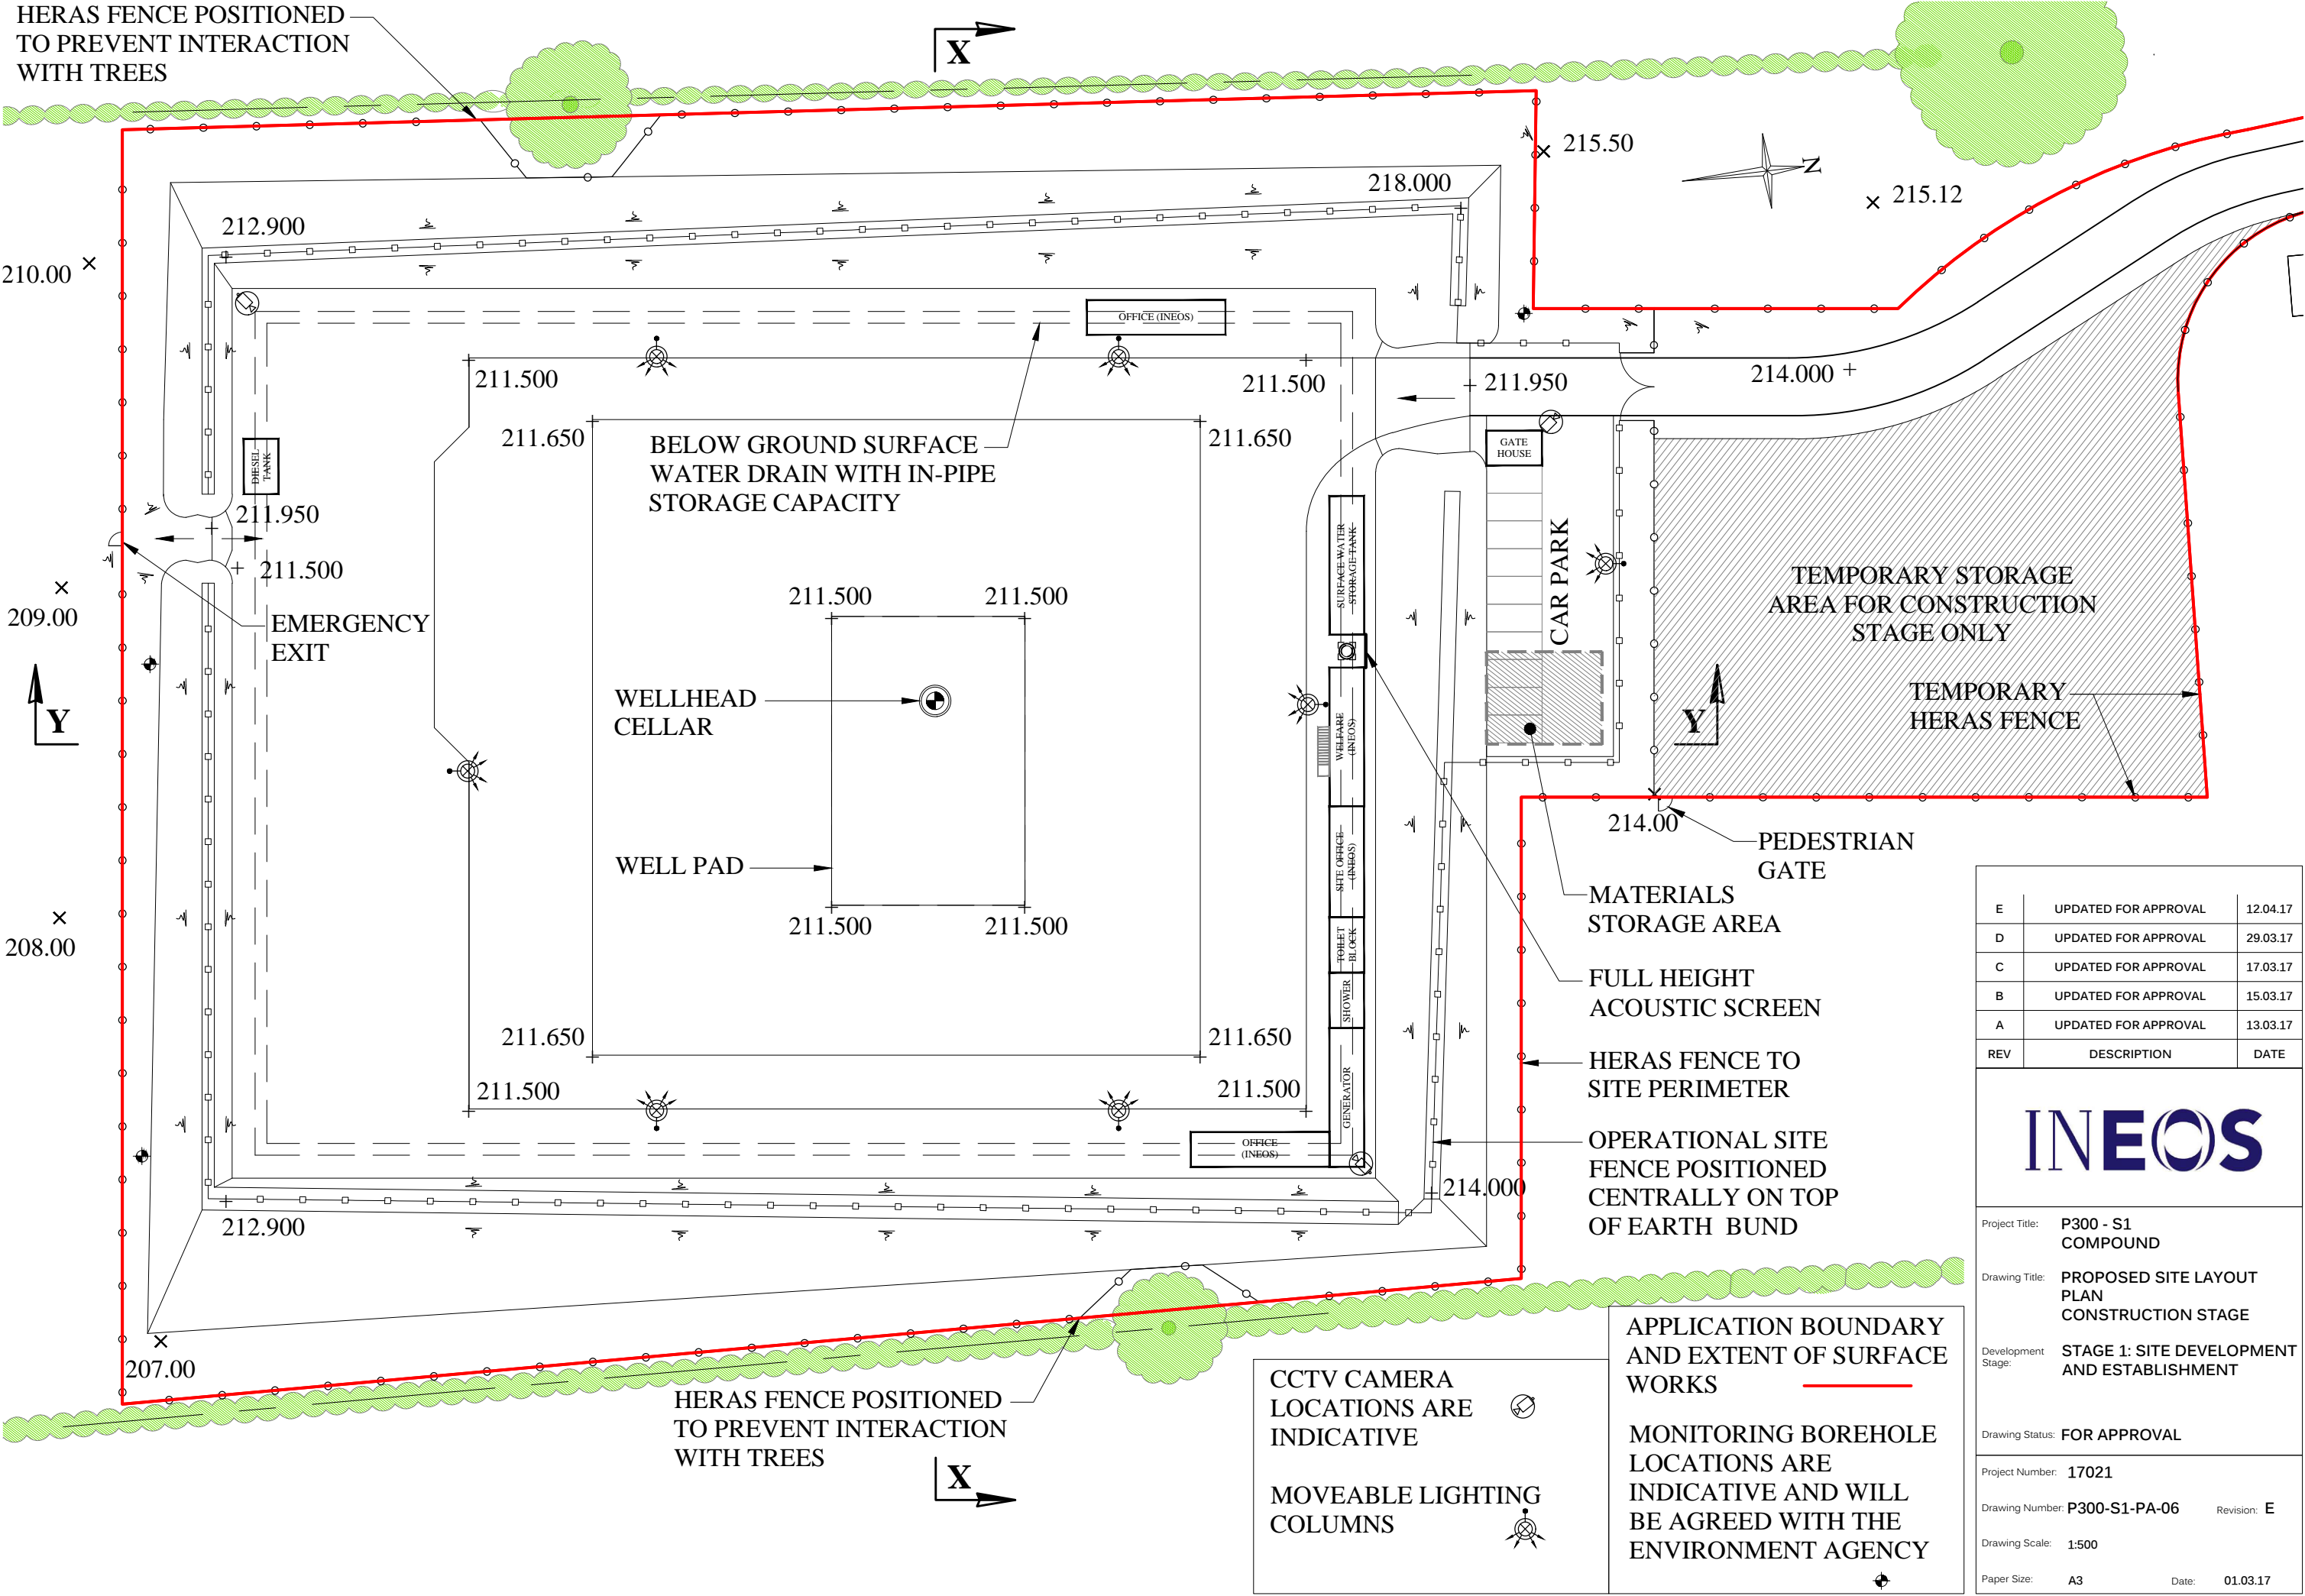 HERAS FENCE POSITIONED
TO PREVENT INTERACTION
WITH TREES
X
215.50
N
215.12
218.000
212.900
210.00
OFFICE (INEOS)
211.500
211.500
211.950
214.000
211.650
211.650
BELOW GROUND SURFACE
WATER DRAIN WITH IN-PIPE
STORAGE CAPACITY
GATE
HOUSE
DIESEL
TANK
211.950
211.500
SURFACE WATER
STORAGE TANK
CAR PARK
TEMPORARY STORAGE
AREA FOR CONSTRUCTION
STAGE ONLY
209.00
EMERGENCY
EXIT
211.500
211.500
TEMPORARY
HERAS FENCE
Y
Y
WELLHEAD
CELLAR
WELFARE
(INEOS)
214.00
PEDESTRIAN
GATE
WELL PAD
SITE OFFICE
(INEOS)
MATERIALS
STORAGE AREA
208.00
211.500
211.500
TOILET
BLOCK
FULL HEIGHT
ACOUSTIC SCREEN
SHOWER
211.650
211.650
HERAS FENCE TO
SITE PERIMETER
211.500
211.500
GENERATOR
OFFICE
(INEOS)
OPERATIONAL SITE
FENCE POSITIONED
CENTRALLY ON TOP
OF EARTH BUND
214.000
212.900
207.00
HERAS FENCE POSITIONED
TO PREVENT INTERACTION
WITH TREES
X
CCTV CAMERA
LOCATIONS ARE
INDICATIVE
MOVEABLE LIGHTING
COLUMNS
APPLICATION BOUNDARY
AND EXTENT OF SURFACE
WORKS
MONITORING BOREHOLE
LOCATIONS ARE
INDICATIVE AND WILL
BE AGREED WITH THE
ENVIRONMENT AGENCY
E UPDATED FOR APPROVAL 12.04.17
D UPDATED FOR APPROVAL 29.03.17
C UPDATED FOR APPROVAL 17.03.17
B UPDATED FOR APPROVAL 15.03.17
A UPDATED FOR APPROVAL 13.03.17
REV DESCRIPTION DATE
INEOS
Project Title: P300 - S1
COMPOUND
Drawing Title: PROPOSED SITE LAYOUT
PLAN
CONSTRUCTION STAGE
Development Stage: STAGE 1: SITE DEVELOPMENT
AND ESTABLISHMENT
Drawing Status: FOR APPROVAL
Project Number: 17021
Drawing Number: P300-S1-PA-06 Revision: E
Drawing Scale: 1:500
Paper Size: A3 Date: 01.03.17